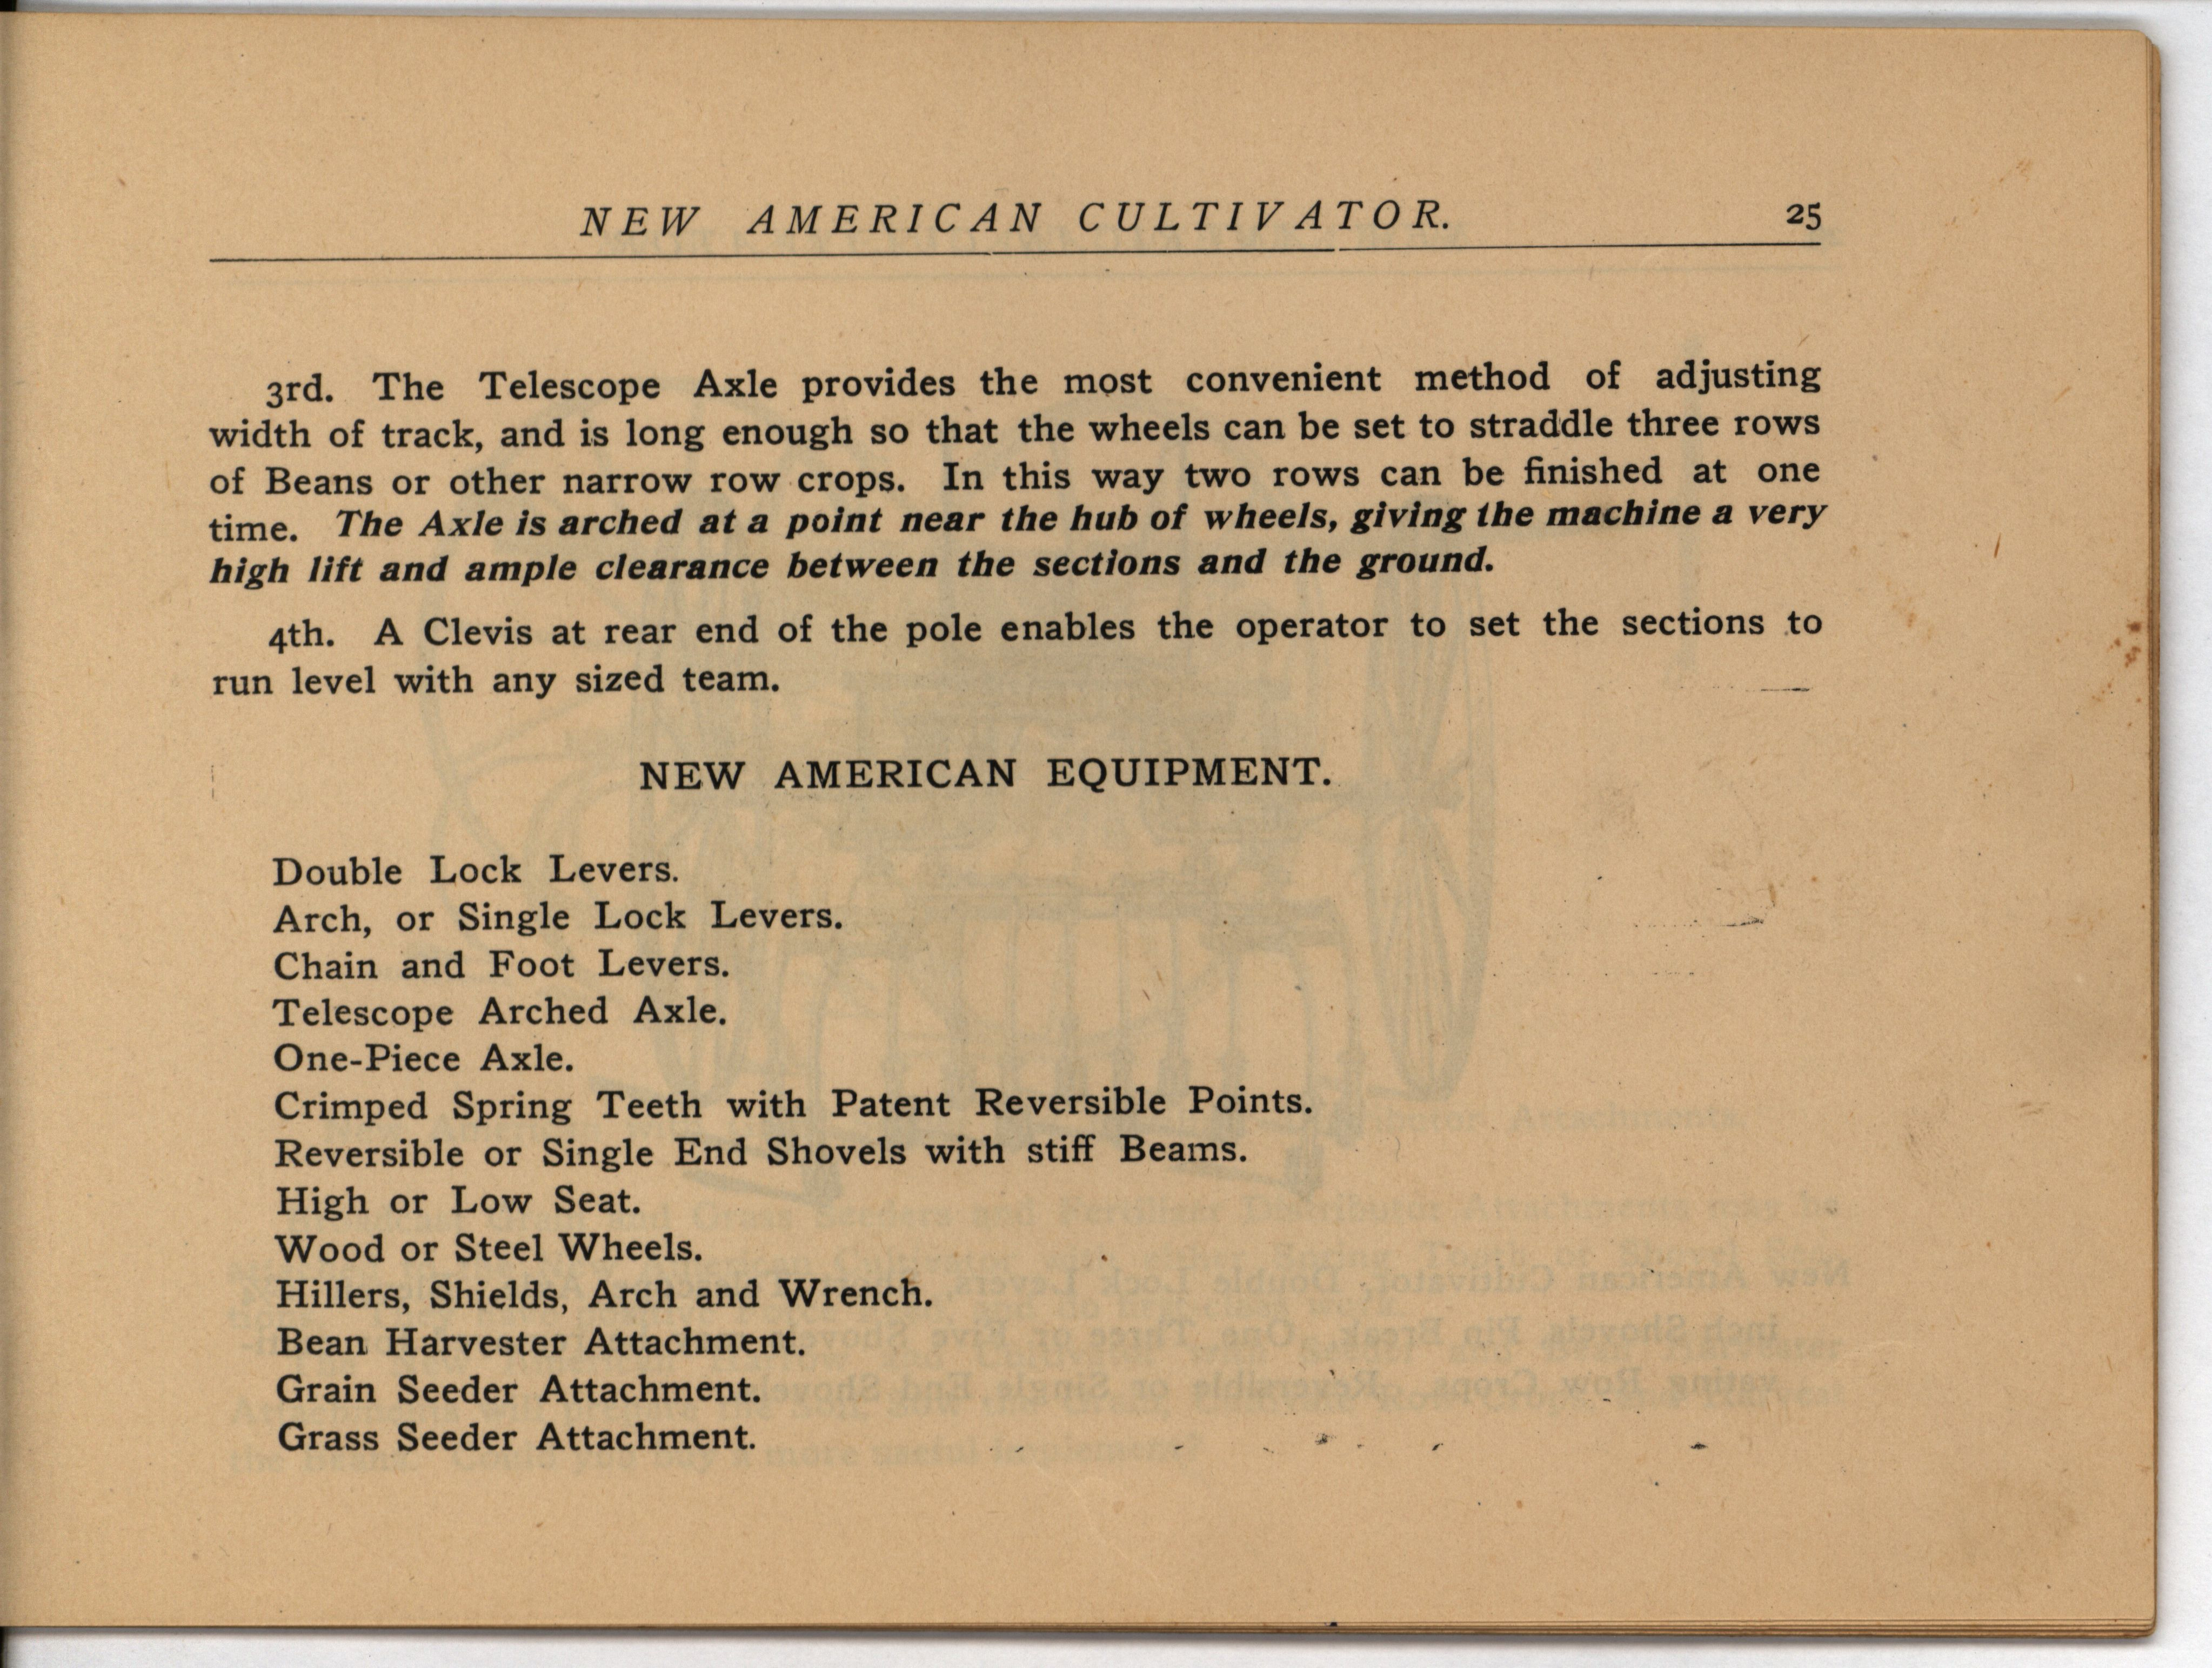 NEW AMERICAN CULTIVATOR. 25
3rd. The Telescope Axle provides the most convenient method of adjusting
width of track, and is long enough so that the wheels can be set to straddle three rows
of Beans or other narrow row crops. In this way two rows can be finished at one
time. The Axle is arched at a point near the hub of wheels, giving the machine a very
high lift and ample clearance between the sections and the ground.
4th. A Clevis at rear end of the pole enables the operator to set the sections to
run level with any sized team.
NEW AMERICAN EQUIPMENT.
Double Lock Levers.
Arch, or Single Lock Levers.
Chain and Foot Levers.
Telescope Arched Axle.
One-Piece Axle.
Crimped Spring Teeth with Patent Reversible Points.
Reversible or Single End Shovels with stiff Beams.
High or Low Seat.
Wood or Steel Wheels.
Hillers, Shields, Arch and Wrench.
Bean Harvester Attachment.
Grain Seeder Attachment.
Grass Seeder Attachment.